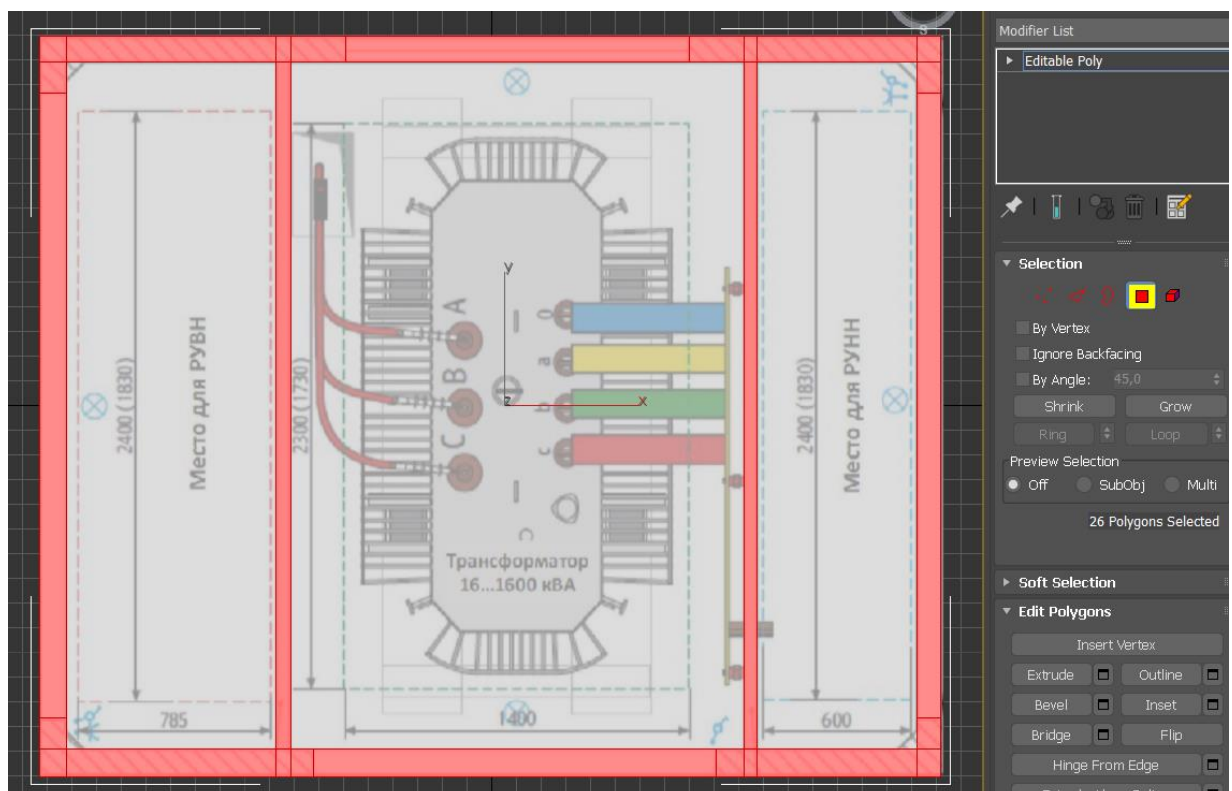 S
Modifier List
Editable Poly
Selection
By Vertex
Ignore Backfacing
By Angle: 45,0
Shrink Grow
Ring Loop
Preview Selection
Off SubObj Multi
26 Polygons Selected
Soft Selection
Edit Polygons
Insert Vertex
Extrude Outline
Bevel Inset
Bridge Flip
Hinge From Edge
2400 (1830)
Место для РУВН
2300 (1730)
A
B
C
y
z
x
0
a
b
c
Трансформатор
16...1600 кВА
2400 (1830)
Место для РУНН
785
1400
600